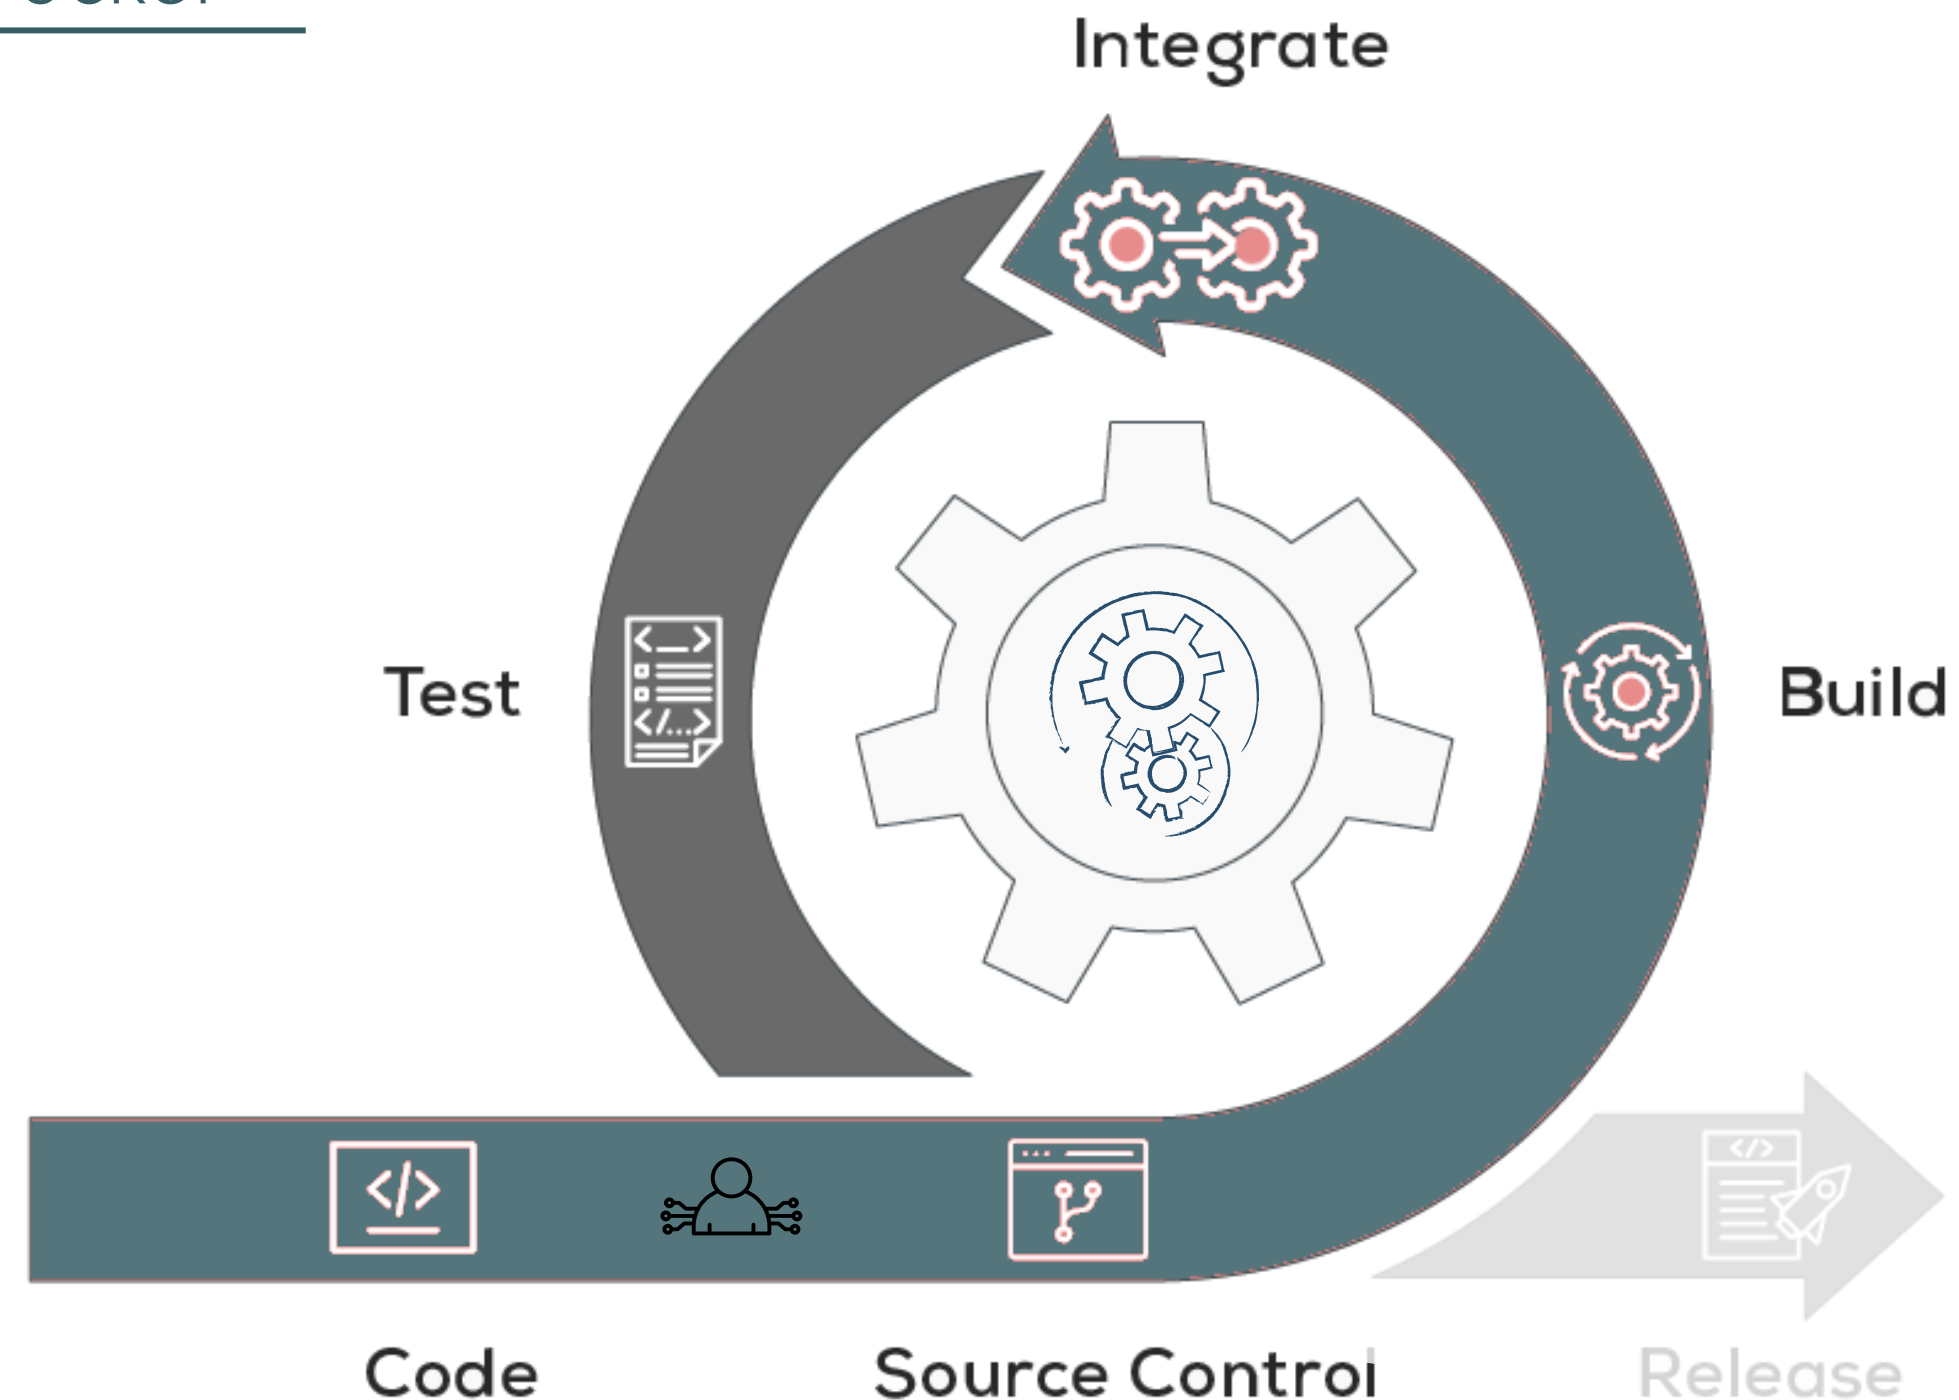 Integrate
Test
Build
Code
Source Control
Release